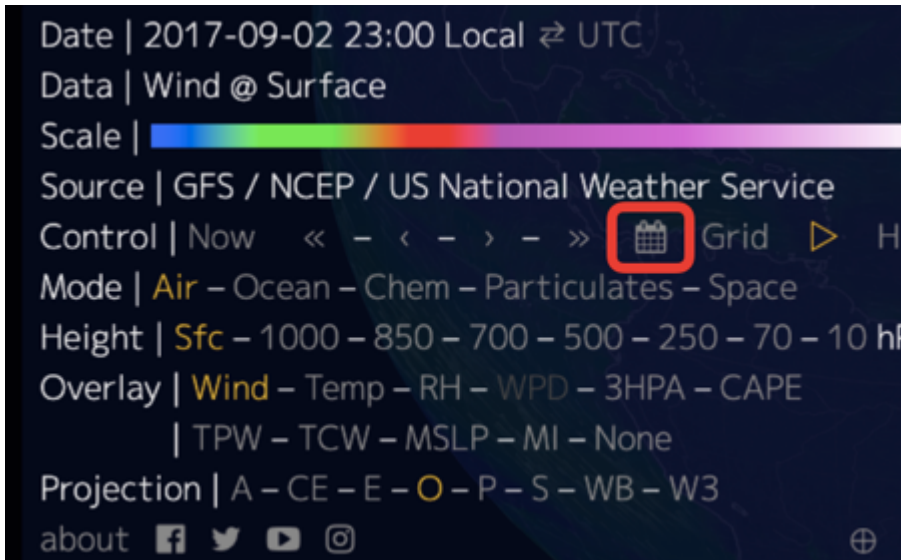 Date | 2017-09-02 23:00 Local ⇄ UTC
Data | Wind @ Surface
Scale |
Source | GFS / NCEP / US National Weather Service
Control | Now « – ‹ – › – » Grid ▷ H
Mode | Air – Ocean – Chem – Particulates – Space
Height | Sfc – 1000 – 850 – 700 – 500 – 250 – 70 – 10 hP
Overlay | Wind – Temp – RH – WPD – 3HPA – CAPE
| TPW – TCW – MSLP – MI – None
Projection | A – CE – E – O – P – S – WB – W3
about